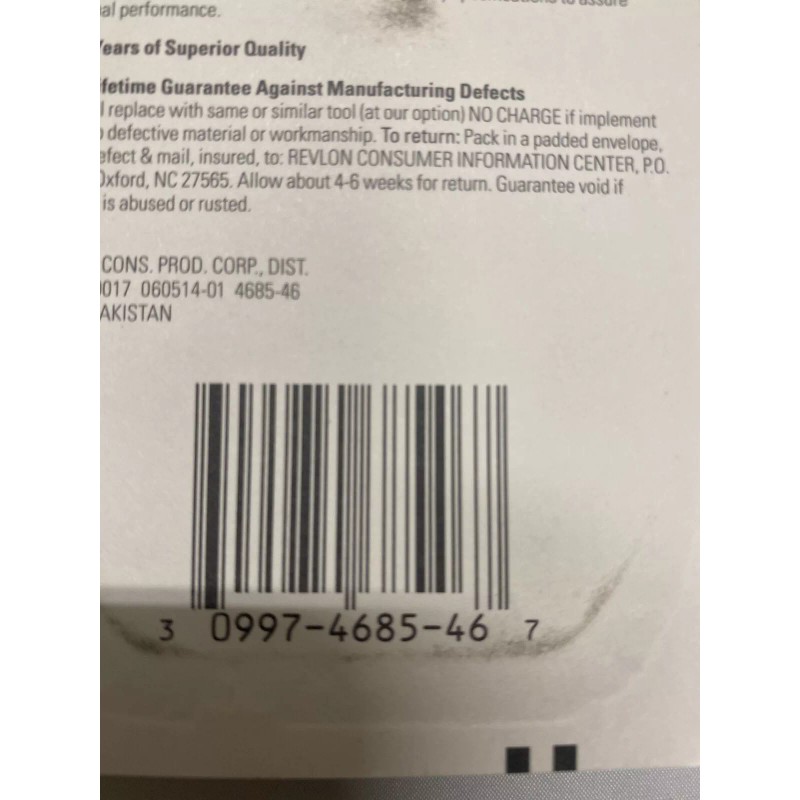 al performance.
to assure
Years of Superior Quality
fetime Guarantee Against Manufacturing Defects
l replace with same or similar tool (at our option) NO CHARGE if implement
defective material or workmanship. To return: Pack in a padded envelope,
efect & mail, insured, to: REVLON CONSUMER INFORMATION CENTER, P.O.
Oxford, NC 27565. Allow about 4-6 weeks for return. Guarantee void if
is abused or rusted.
CONS. PROD. CORP., DIST.
0017 060514-01 4685-46
AKISTAN
3 0997-4685-46 7